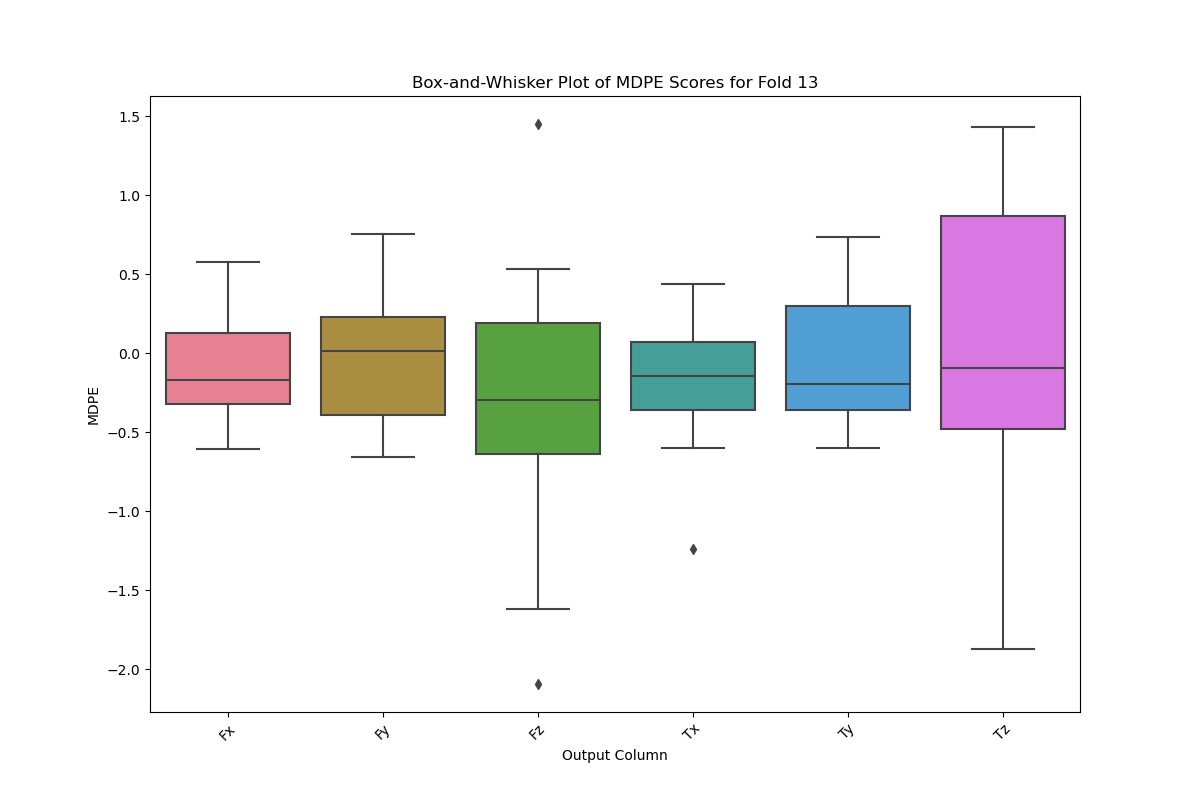 Box-and-Whisker Plot of MDPE Scores for Fold 13
1.5
1.0
0.5
0.0
−0.5
−1.0
−1.5
−2.0
MDPE
Fx
Fy
Fz
Tx
Ty
Tz
Output Column